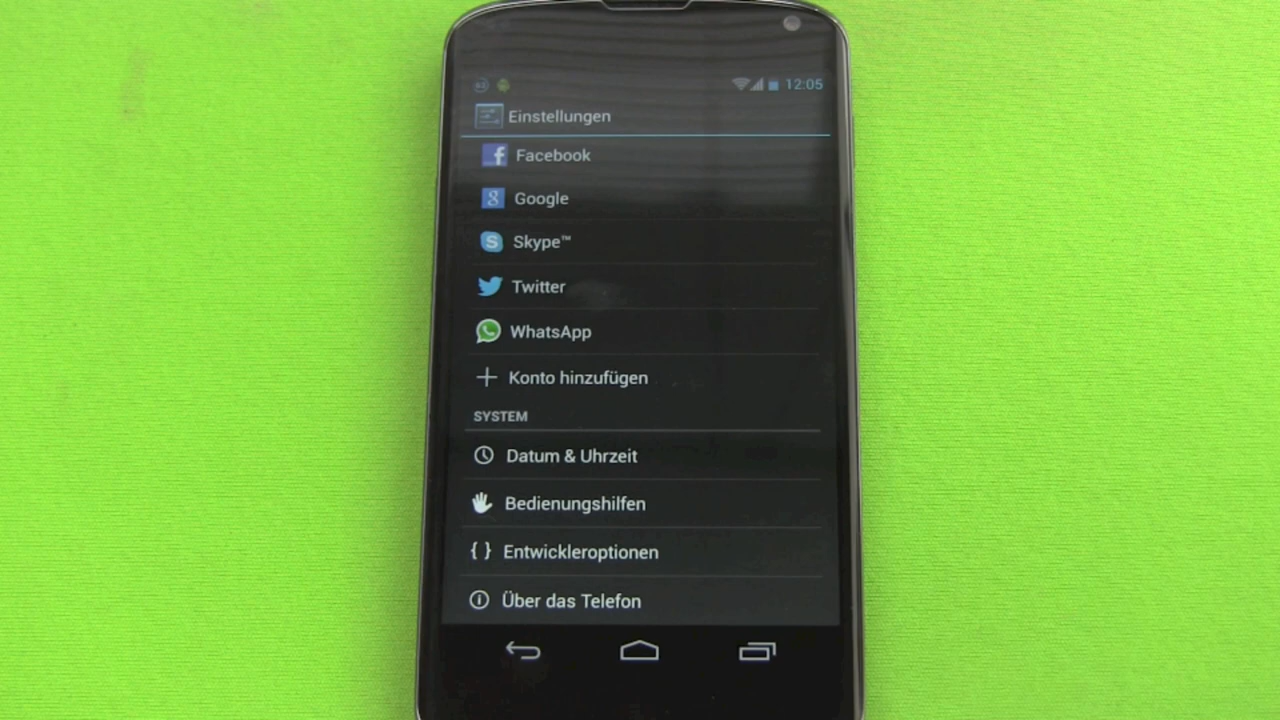 12:05
Einstellungen
Facebook
Google
Skype™
Twitter
WhatsApp
Konto hinzufügen
SYSTEM
Datum & Uhrzeit
Bedienungshilfen
{ } Entwickleroptionen
Über das Telefon